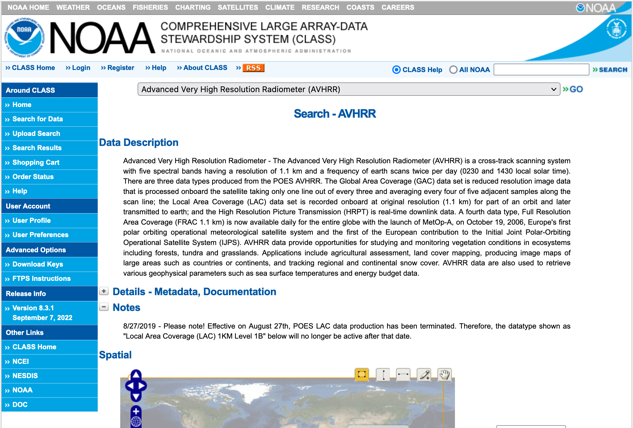 NOAA HOME WEATHER OCEANS FISHERIES CHARTING SATELLITES CLIMATE RESEARCH COASTS CAREERS
NOAA
NOAA
COMPREHENSIVE LARGE ARRAY-DATA
STEWARDSHIP SYSTEM (CLASS)
NATIONAL OCEANIC AND ATMOSPHERIC ADMINISTRATION
›› CLASS Home ›› Login ›› Register ›› Help ›› About CLASS ›› RSS
CLASS Help All NOAA ›› SEARCH
Around CLASS
›› Home
›› Search for Data
›› Upload Search
›› Search Results
›› Shopping Cart
›› Order Status
›› Help
User Account
›› User Profile
›› User Preferences
Advanced Options
›› Download Keys
›› FTPS Instructions
Release Info
›› Version 8.3.1
September 7, 2022
Other Links
›› CLASS Home
›› NCEI
›› NESDIS
›› NOAA
›› DOC
Advanced Very High Resolution Radiometer (AVHRR) ›› GO
Search - AVHRR
Data Description
Advanced Very High Resolution Radiometer - The Advanced Very High Resolution Radiometer (AVHRR) is a cross-track scanning system
with five spectral bands having a resolution of 1.1 km and a frequency of earth scans twice per day (0230 and 1430 local solar time).
There are three data types produced from the POES AVHRR. The Global Area Coverage (GAC) data set is reduced resolution image data
that is processed onboard the satellite taking only one line out of every three and averaging every four of five adjacent samples along the
scan line; the Local Area Coverage (LAC) data set is recorded onboard at original resolution (1.1 km) for part of an orbit and later
transmitted to earth; and the High Resolution Picture Transmission (HRPT) is real-time downlink data. A fourth data type, Full Resolution
Area Coverage (FRAC 1.1 km) is now available daily for the entire globe with the launch of MetOp-A, on October 19, 2006, Europe's first
polar orbiting operational meteorological satellite system and the first of the European contribution to the Initial Joint Polar-Orbiting
Operational Satellite System (IJPS). AVHRR data provide opportunities for studying and monitoring vegetation conditions in ecosystems
including forests, tundra and grasslands. Applications include agricultural assessment, land cover mapping, producing image maps of
large areas such as countries or continents, and tracking regional and continental snow cover. AVHRR data are also used to retrieve
various geophysical parameters such as sea surface temperatures and energy budget data.
Details - Metadata, Documentation
Notes
8/27/2019 - Please note! Effective on August 27th, POES LAC data production has been terminated. Therefore, the datatype shown as
"Local Area Coverage (LAC) 1KM Level 1B" below will no longer be active after that date.
Spatial